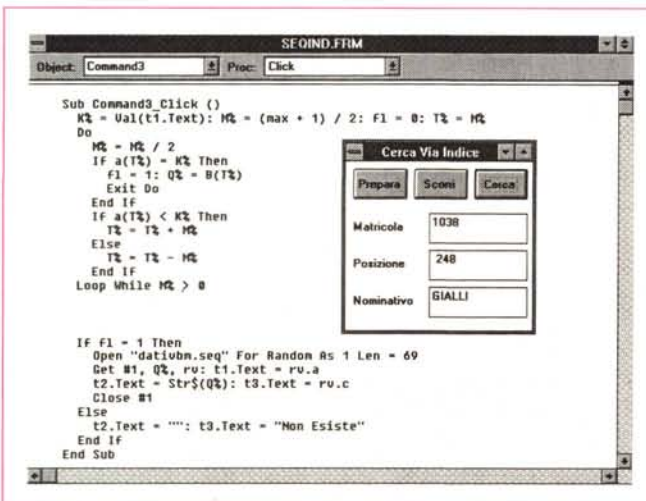 SEQIND.FRM
Object: Command3 Proc: Click
Sub Command3_Click ()
K% = Val(t1.Text): M% = (max + 1) / 2: fl = 0: T% = M%
Do
M% = M% / 2
If a(T%) = K% Then
fl = 1: Q% = B(T%)
Exit Do
End If
If a(T%) < K% Then
T% = T% + M%
Else
T% = T% - M%
End If
Loop While M% > 0
If fl = 1 Then
Open "dativbm.seq" For Random As 1 Len = 69
Get #1, Q%, rv: t1.Text = rv.a
t2.Text = Str$(Q%): t3.Text = rv.c
Close #1
Else
t2.Text = "": t3.Text = "Non Esiste"
End If
End Sub
Cerca Via Indice
Prepara Scorri Cerca
Matricola 1038
Posizione 248
Nominativo GIALLI